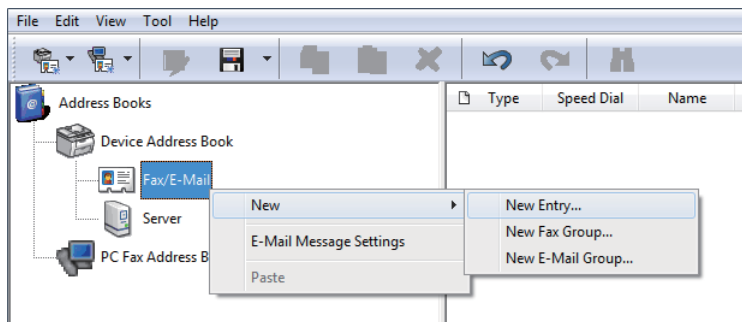 File Edit View Tool Help
Type Speed Dial Name
Address Books
Device Address Book
Fax/E-Mail
Server
PC Fax Address B
New
E-Mail Message Settings
Paste
New Entry...
New Fax Group...
New E-Mail Group...